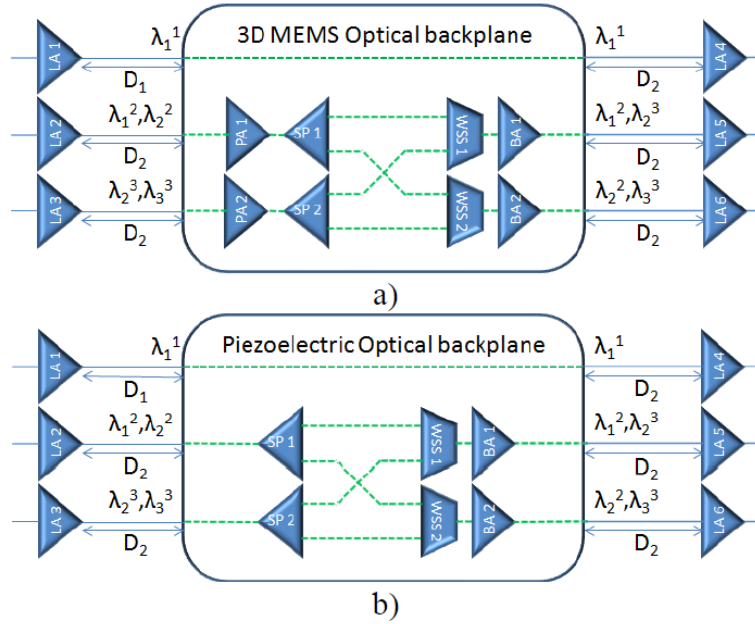 3D MEMS Optical backplane
LA 1 λ₁¹ λ₁¹ LA 4
D₁ D₂
LA 2 λ₁²,λ₂² PA 1 SP 1 WSS 1 BA 1 λ₁²,λ₂³ LA 5
D₂ D₂
LA 3 λ₂³,λ₃³ PA 2 SP 2 WSS 2 BA 2 λ₂²,λ₃³ LA 6
D₂ D₂
a)
Piezoelectric Optical backplane
LA 1 λ₁¹ λ₁¹ LA 4
D₁ D₂
LA 2 λ₁²,λ₂² SP 1 WSS 1 BA 1 λ₁²,λ₂³ LA 5
D₂ D₂
LA 3 λ₂³,λ₃³ SP 2 WSS 2 BA 2 λ₂²,λ₃³ LA 6
D₂ D₂
b)